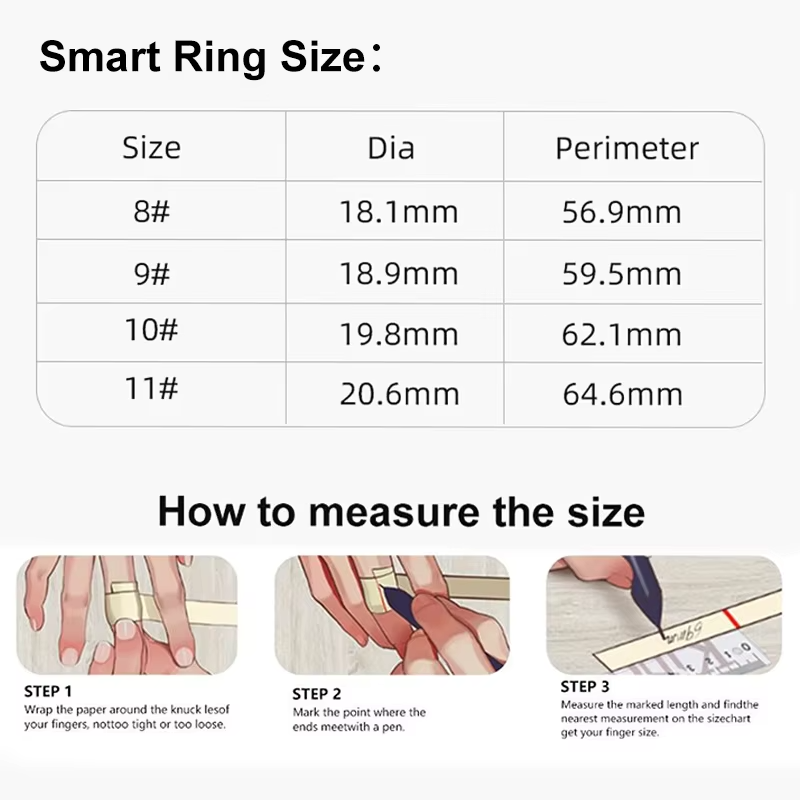 Smart Ring Size：
Size Dia Perimeter
8# 18.1mm 56.9mm
9# 18.9mm 59.5mm
10# 19.8mm 62.1mm
11# 20.6mm 64.6mm
How to measure the size
STEP 1
Wrap the paper around the knuck lesof
your fingers, nottoo tight or too loose.
STEP 2
Mark the point where the
ends meetwith a pen.
STEP 3
Measure the marked length and findthe
nearest measurement on the sizechart
get your finger size.